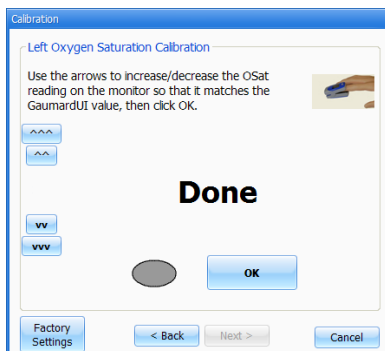 Calibration
Left Oxygen Saturation Calibration
Use the arrows to increase/decrease the OSat
reading on the monitor so that it matches the
GaumardUI value, then click OK.
^^^
^^
Done
vv
vvv
OK
Factory
Settings
< Back
Next >
Cancel